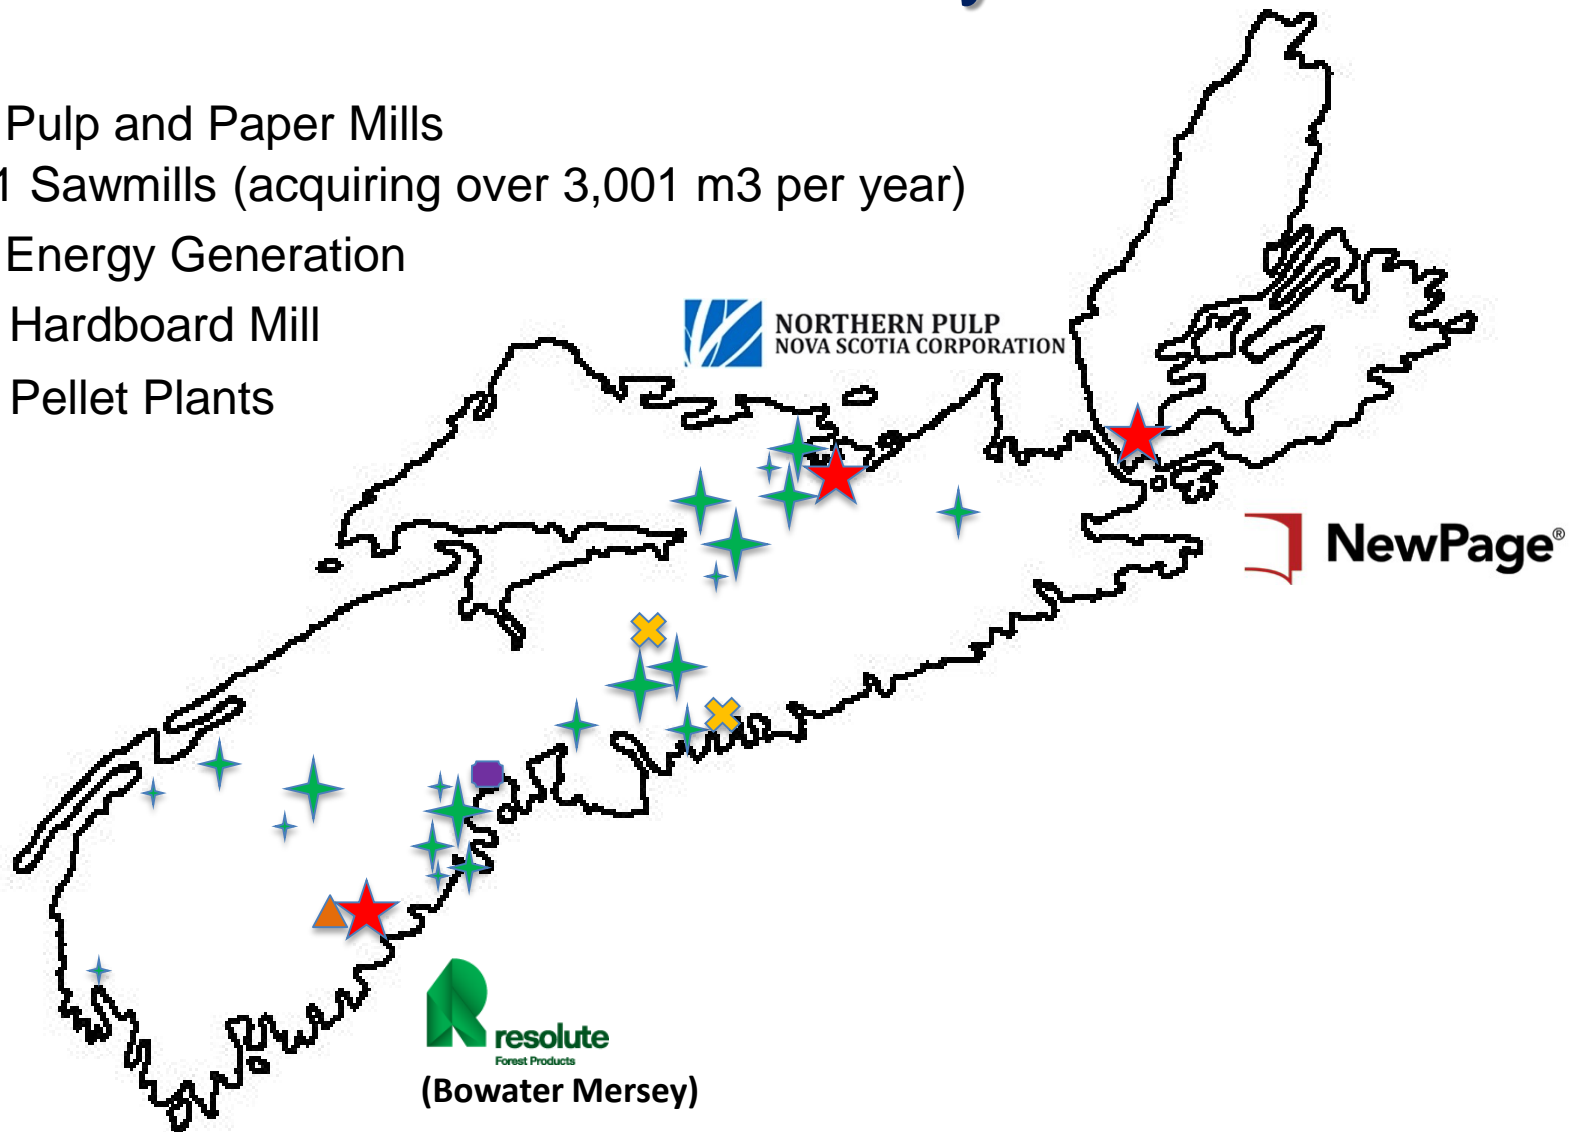 Pulp and Paper Mills
1 Sawmills (acquiring over 3,001 m3 per year)
Energy Generation
Hardboard Mill
Pellet Plants
NORTHERN PULP
NOVA SCOTIA CORPORATION
NewPage®
resolute
Forest Products
(Bowater Mersey)